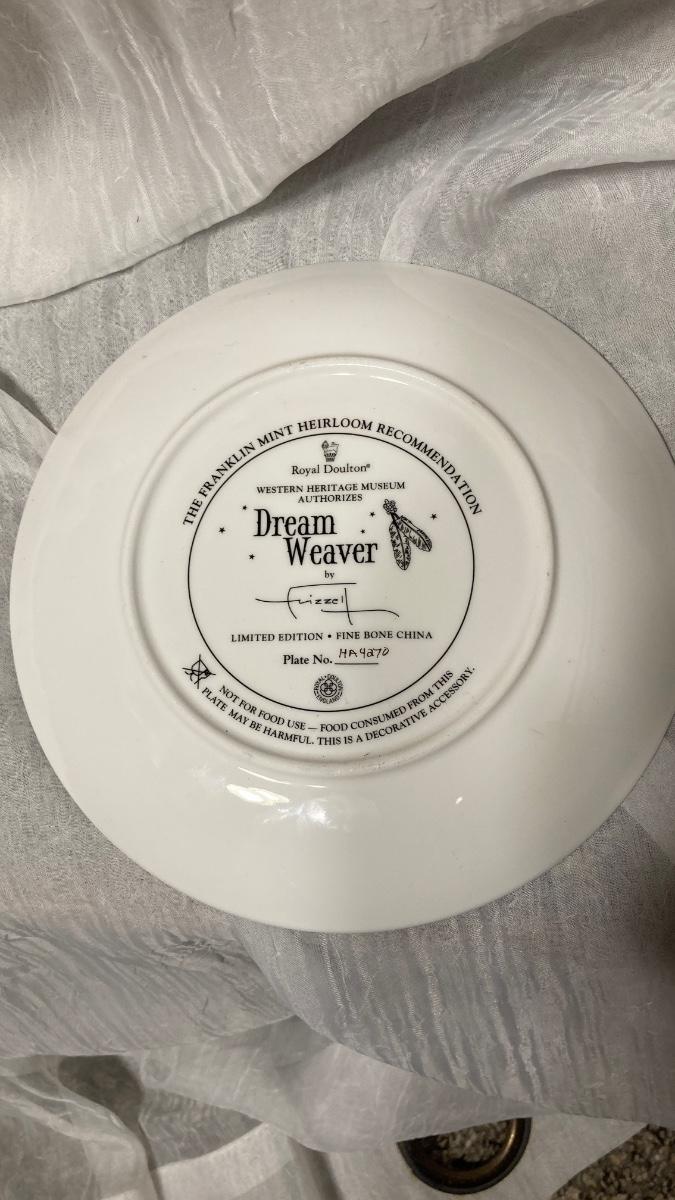 THE FRANKLIN MINT HEIRLOOM RECOMMENDATION
Royal Doulton®
WESTERN HERITAGE MUSEUM
AUTHORIZES
Dream
Weaver
by
Frizzell
LIMITED EDITION • FINE BONE CHINA
Plate No. HA4270
NOT FOR FOOD USE — FOOD CONSUMED FROM THIS
PLATE MAY BE HARMFUL. THIS IS A DECORATIVE ACCESSORY.